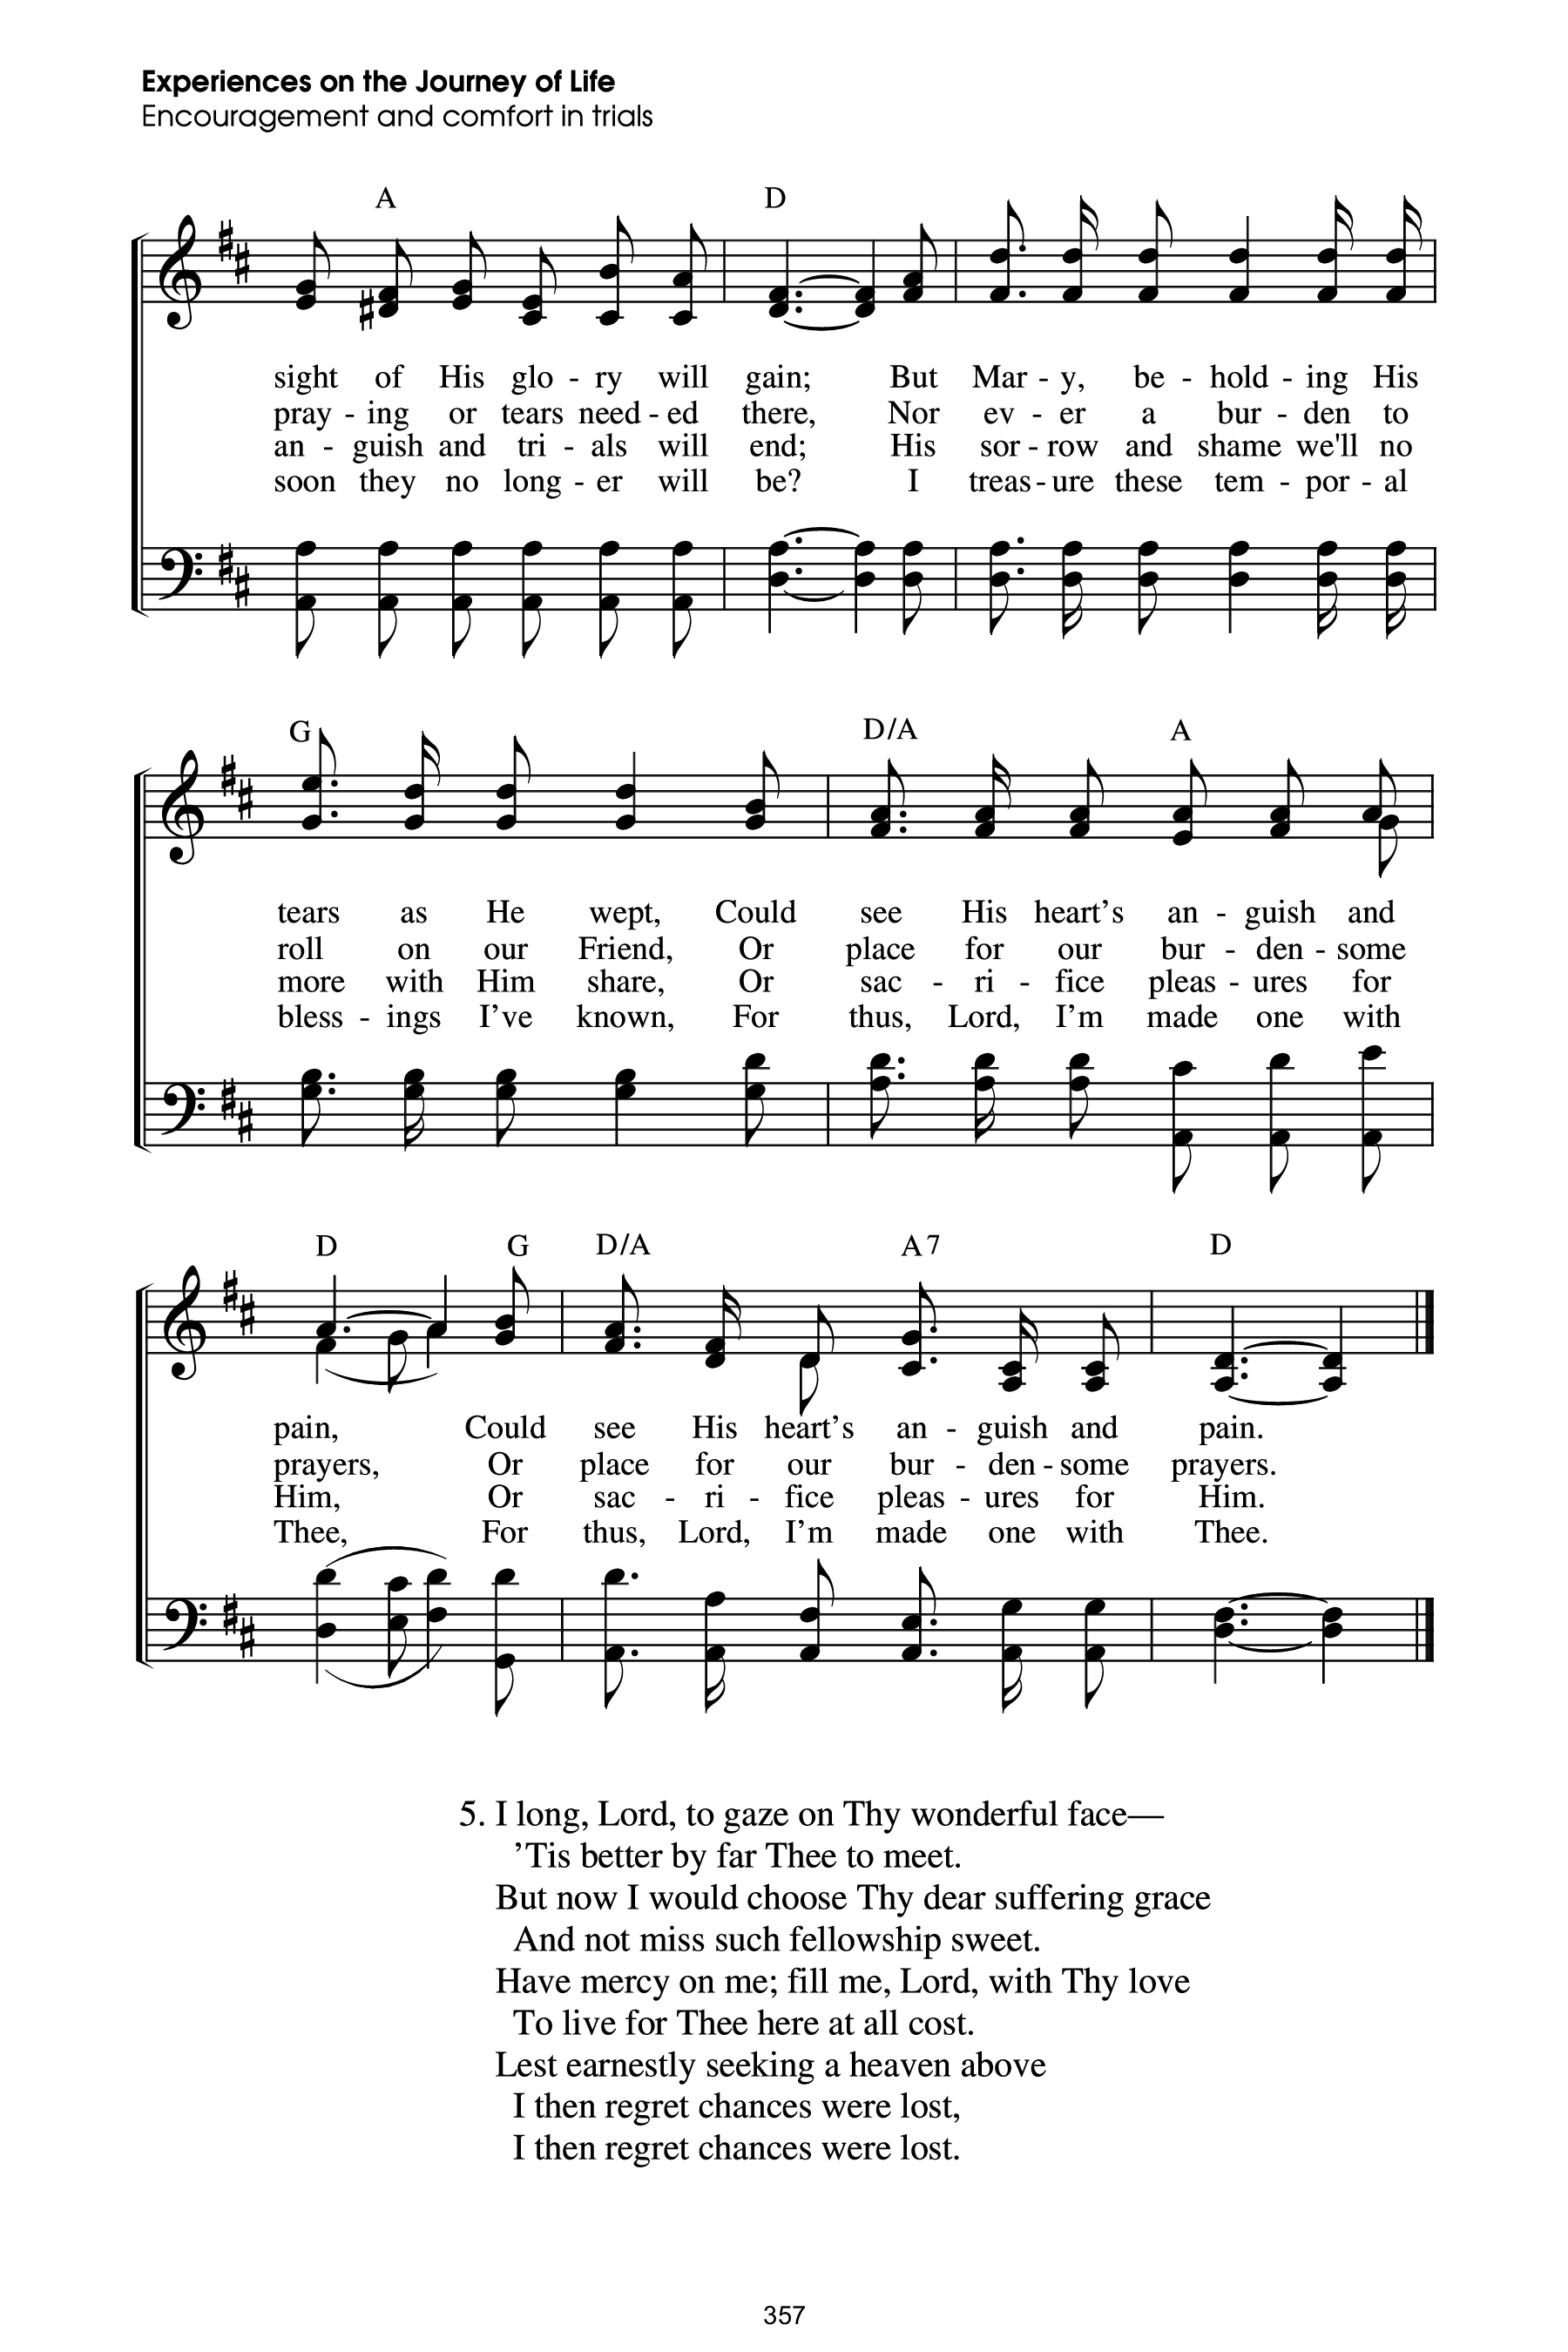 Experiences on the Journey of Life
Encouragement and comfort in trials
A D
sight of His glo - ry will gain; But Mar - y, be - hold - ing His
pray - ing or tears need - ed there, Nor ev - er a bur - den to
an - guish and tri - als will end; His sor - row and shame we'll no
soon they no long - er will be? I treas - ure these tem - por - al
G D/A A
tears as He wept, Could see His heart’s an - guish and
roll on our Friend, Or place for our bur - den - some
more with Him share, Or sac - ri - fice pleas - ures for
bless - ings I’ve known, For thus, Lord, I’m made one with
D G D/A A7 D
pain, Could see His heart’s an - guish and pain.
prayers, Or place for our bur - den - some prayers.
Him, Or sac - ri - fice pleas - ures for Him.
Thee, For thus, Lord, I’m made one with Thee.
5. I long, Lord, to gaze on Thy wonderful face—
’Tis better by far Thee to meet.
But now I would choose Thy dear suffering grace
And not miss such fellowship sweet.
Have mercy on me; fill me, Lord, with Thy love
To live for Thee here at all cost.
Lest earnestly seeking a heaven above
I then regret chances were lost,
I then regret chances were lost.
357